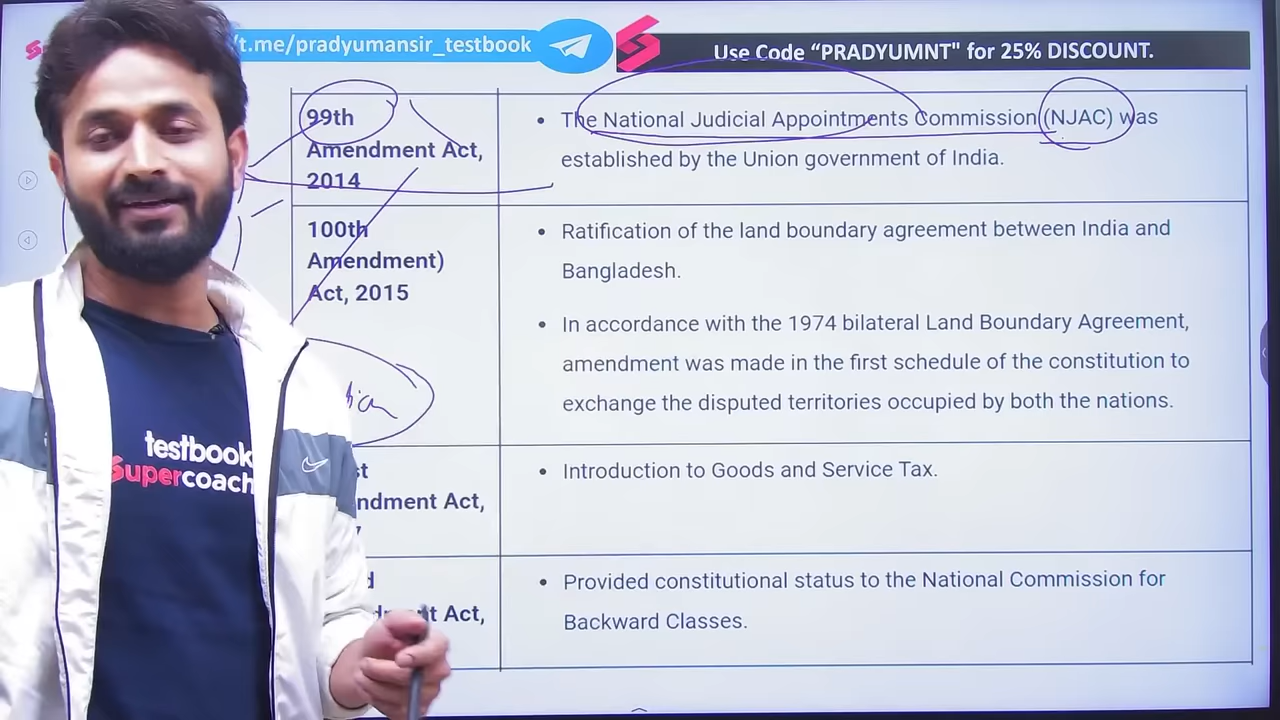 /t.me/pradyumansir_testbook
Use Code “PRADYUMNT" for 25% DISCOUNT.
99th
Amendment Act,
2014
• The National Judicial Appointments Commission (NJAC) was
established by the Union government of India.
100th
Amendment)
Act, 2015
• Ratification of the land boundary agreement between India and
Bangladesh.
• In accordance with the 1974 bilateral Land Boundary Agreement,
amendment was made in the first schedule of the constitution to
exchange the disputed territories occupied by both the nations.
st
ndment Act,
• Introduction to Goods and Service Tax.
d
Act,
• Provided constitutional status to the National Commission for
Backward Classes.
testbook
Supercoach